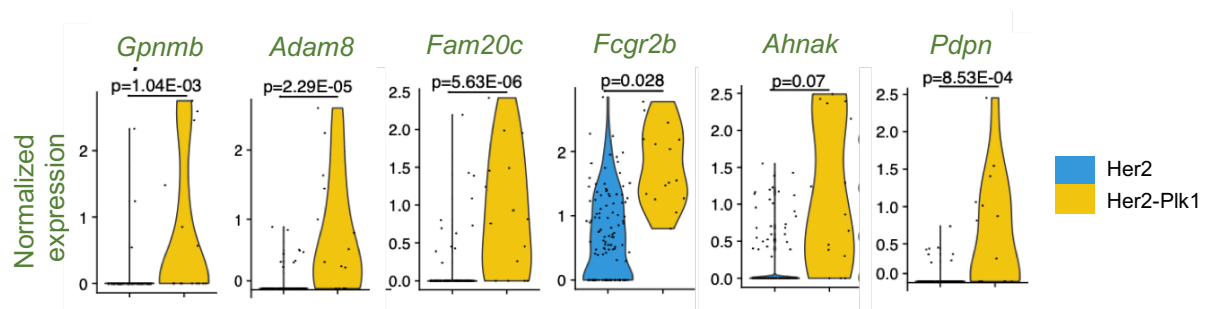 Gpnmb
Adam8
Fam20c
Fcgr2b
Ahnak
Pdpn
p=1.04E-03
p=2.29E-05
p=5.63E-06
p=0.028
p=0.07
p=8.53E-04
Normalized
expression
2
1
0
2
1
0
2.5
2.0
1.5
1.0
0.5
0.0
2
1
0
2.5
2.0
1.5
1.0
0.5
0.0
2.5
2.0
1.5
1.0
0.5
0.0
Her2
Her2-Plk1